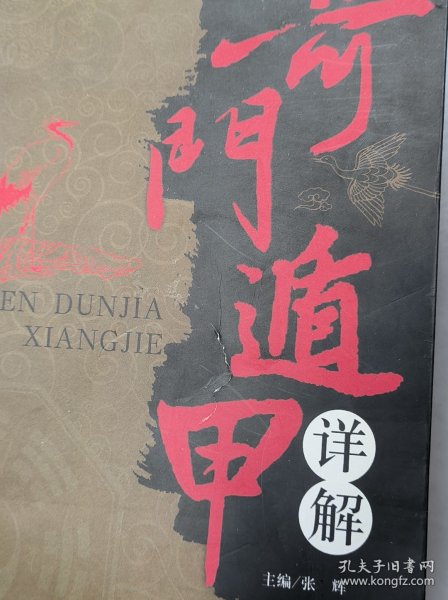 奇門遁甲
详解
EN DUNJIA
XIANGJIE
主编/张 辉
孔夫子旧书网
www.kongfz.com